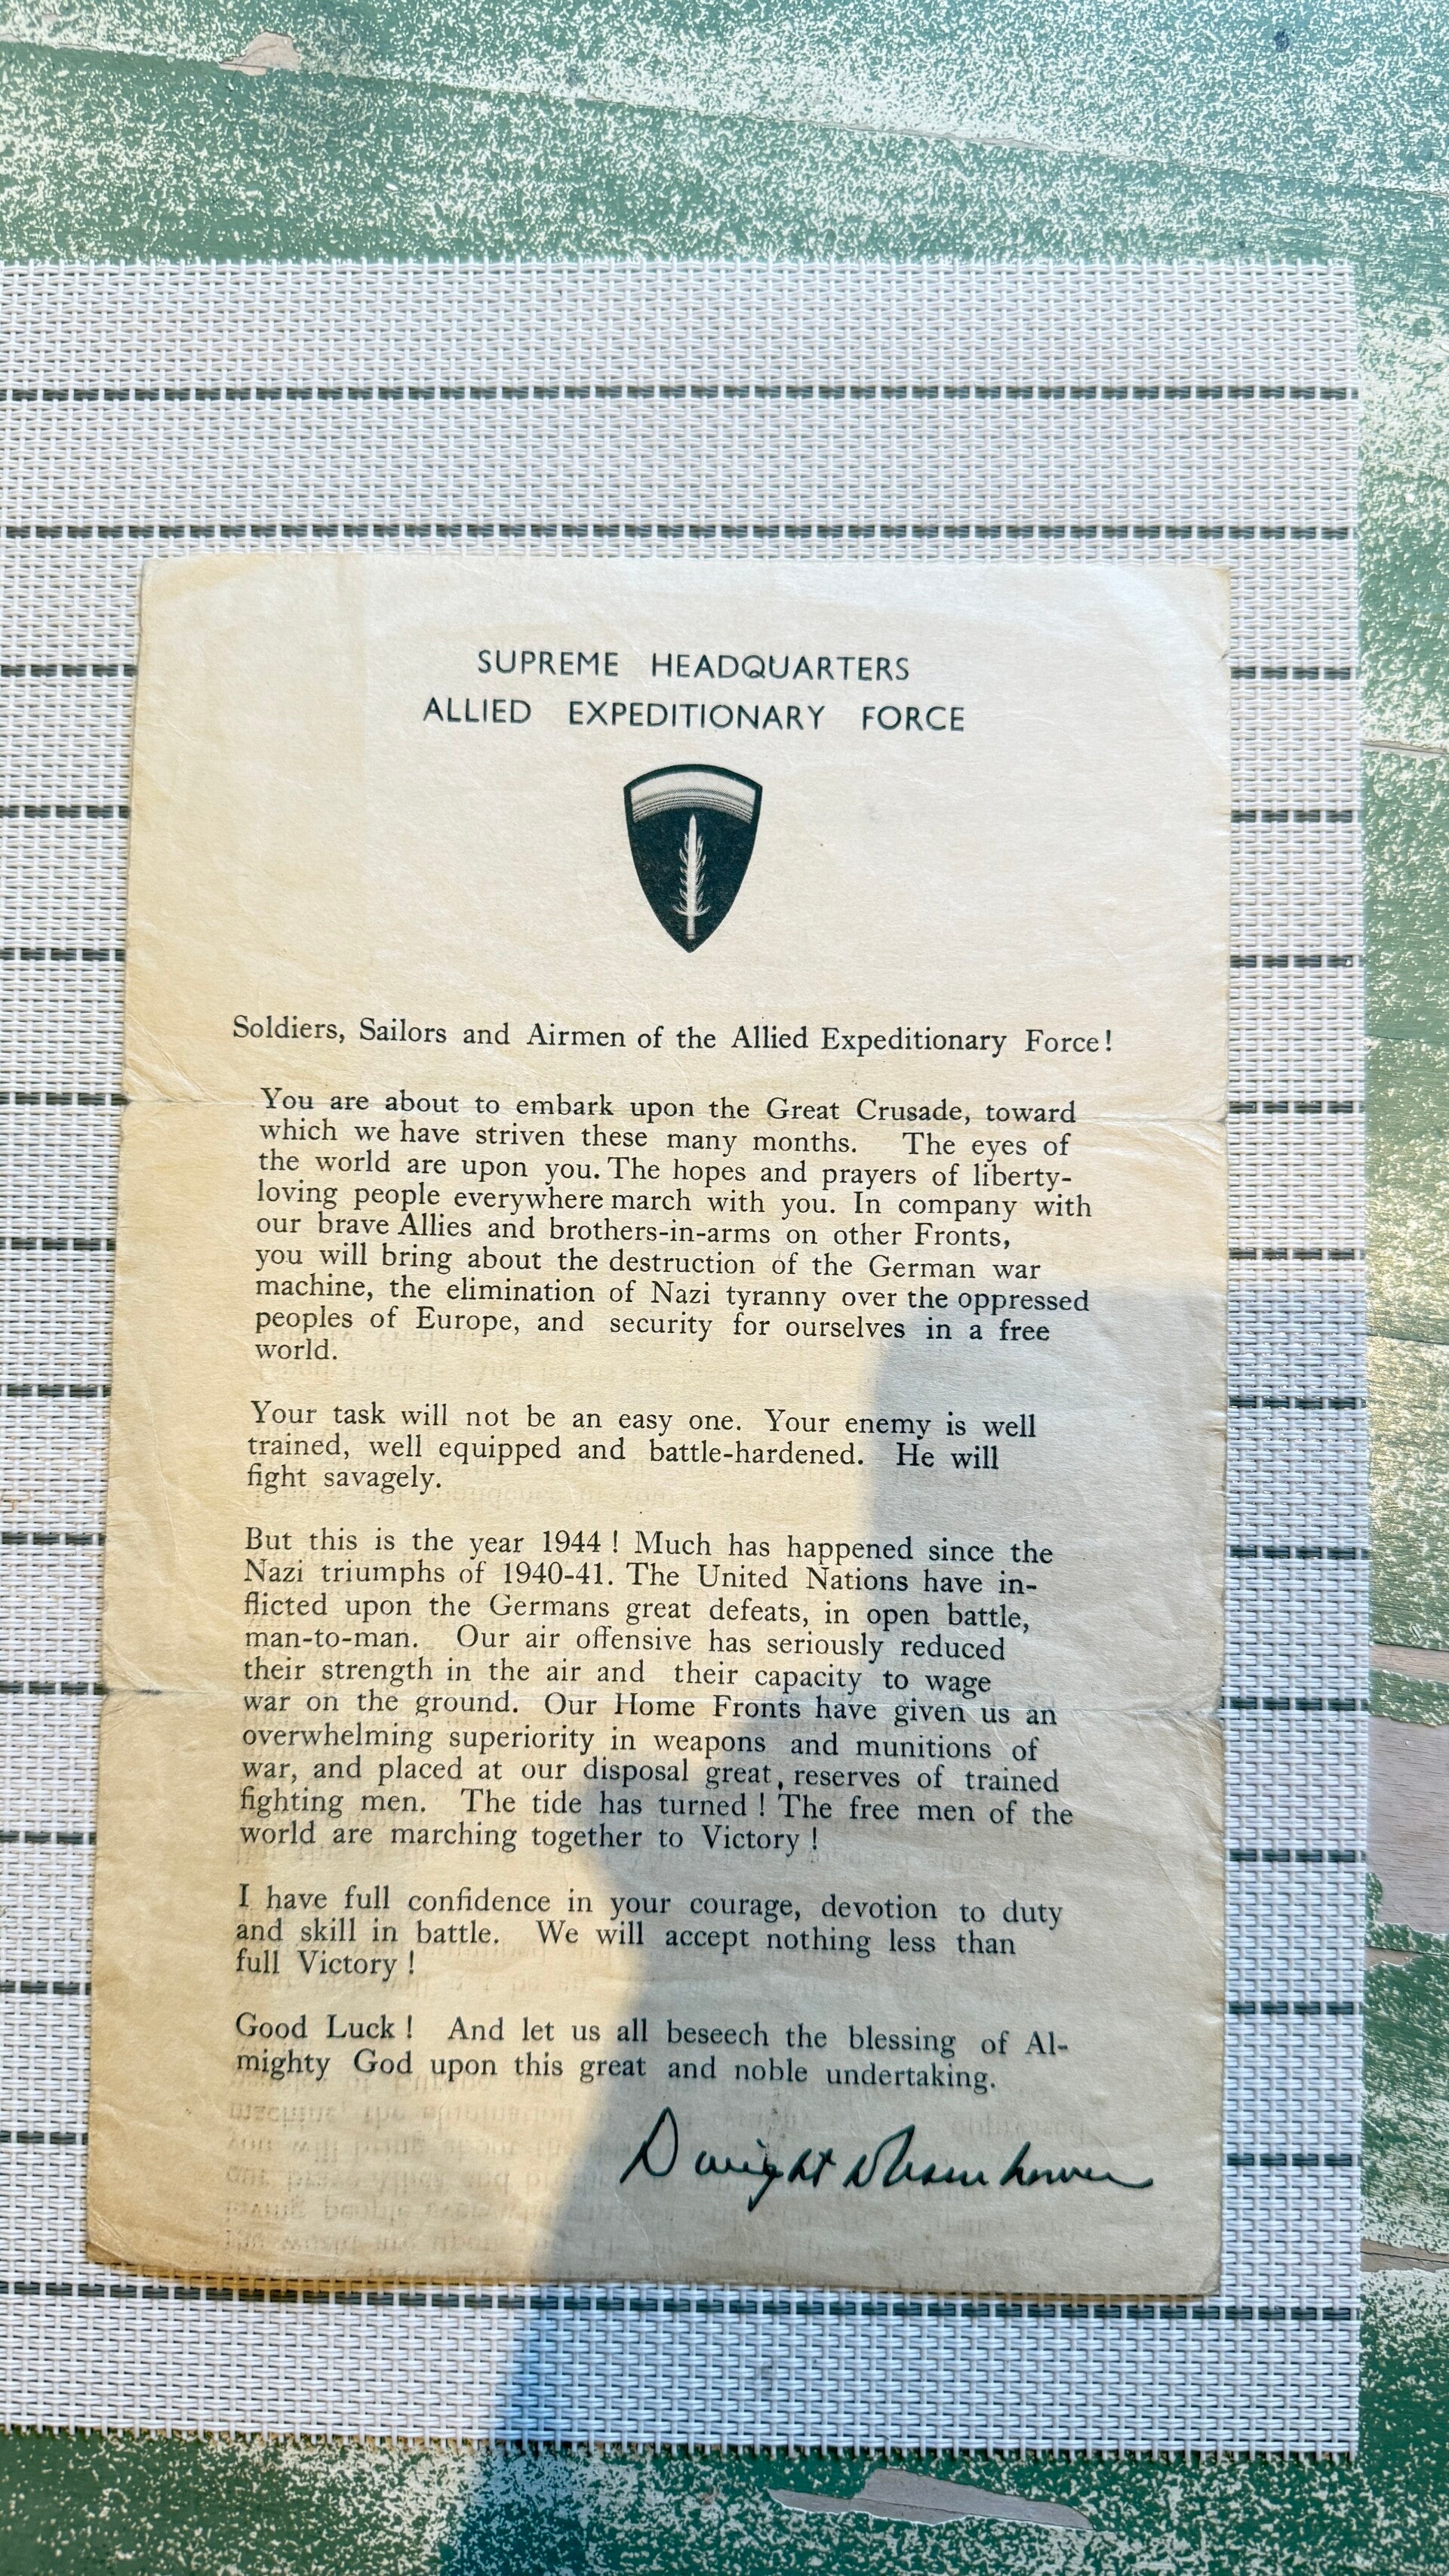 SUPREME HEADQUARTERS
ALLIED EXPEDITIONARY FORCE
Soldiers, Sailors and Airmen of the Allied Expeditionary Force!
You are about to embark upon the Great Crusade, toward
which we have striven these many months. The eyes of
the world are upon you. The hopes and prayers of liberty-
loving people everywhere march with you. In company with
our brave Allies and brothers-in-arms on other Fronts,
you will bring about the destruction of the German war
machine, the elimination of Nazi tyranny over the oppressed
peoples of Europe, and security for ourselves in a free
world.
Your task will not be an easy one. Your enemy is well
trained, well equipped and battle-hardened. He will
fight savagely.
But this is the year 1944 ! Much has happened since the
Nazi triumphs of 1940-41. The United Nations have in-
flicted upon the Germans great defeats, in open battle,
man-to-man. Our air offensive has seriously reduced
their strength in the air and their capacity to wage
war on the ground. Our Home Fronts have given us an
overwhelming superiority in weapons and munitions of
war, and placed at our disposal great, reserves of trained
fighting men. The tide has turned ! The free men of the
world are marching together to Victory !
I have full confidence in your courage, devotion to duty
and skill in battle. We will accept nothing less than
full Victory !
Good Luck ! And let us all beseech the blessing of Al-
mighty God upon this great and noble undertaking.
Dwight D Eisenhower